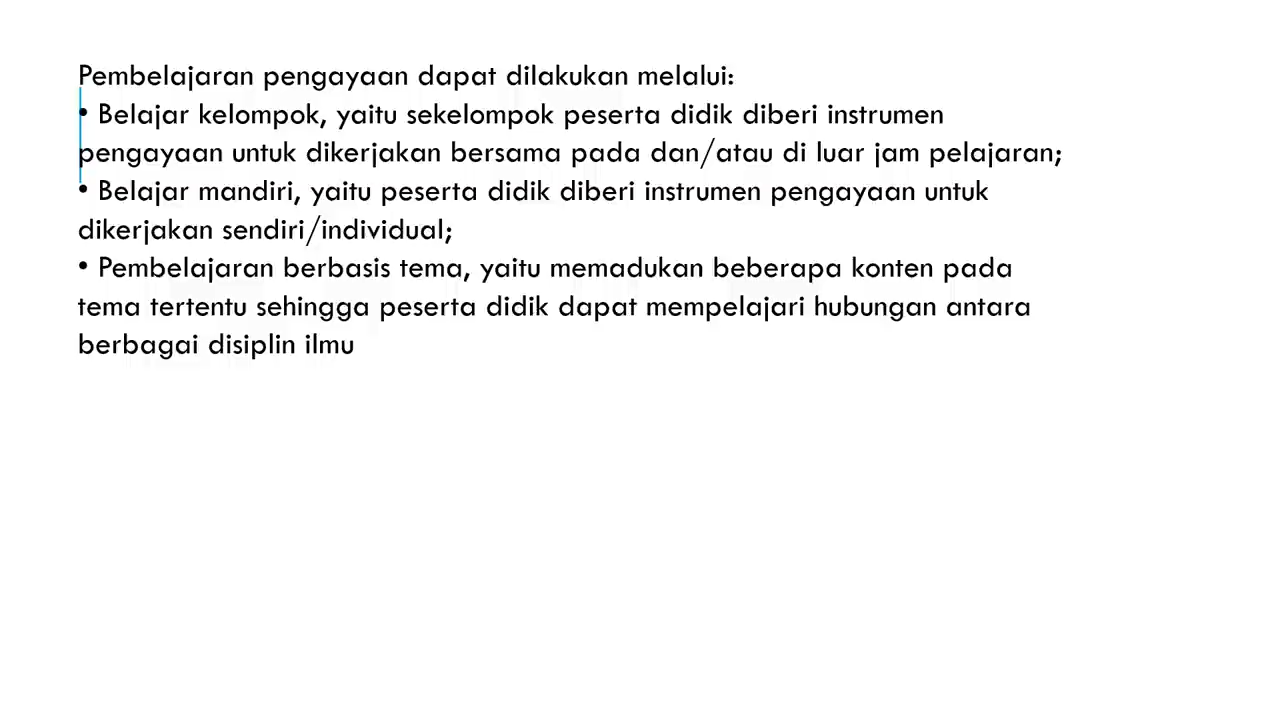 Pembelajaran pengayaan dapat dilakukan melalui:
• Belajar kelompok, yaitu sekelompok peserta didik diberi instrumen
pengayaan untuk dikerjakan bersama pada dan/atau di luar jam pelajaran;
• Belajar mandiri, yaitu peserta didik diberi instrumen pengayaan untuk
dikerjakan sendiri/individual;
• Pembelajaran berbasis tema, yaitu memadukan beberapa konten pada
tema tertentu sehingga peserta didik dapat mempelajari hubungan antara
berbagai disiplin ilmu